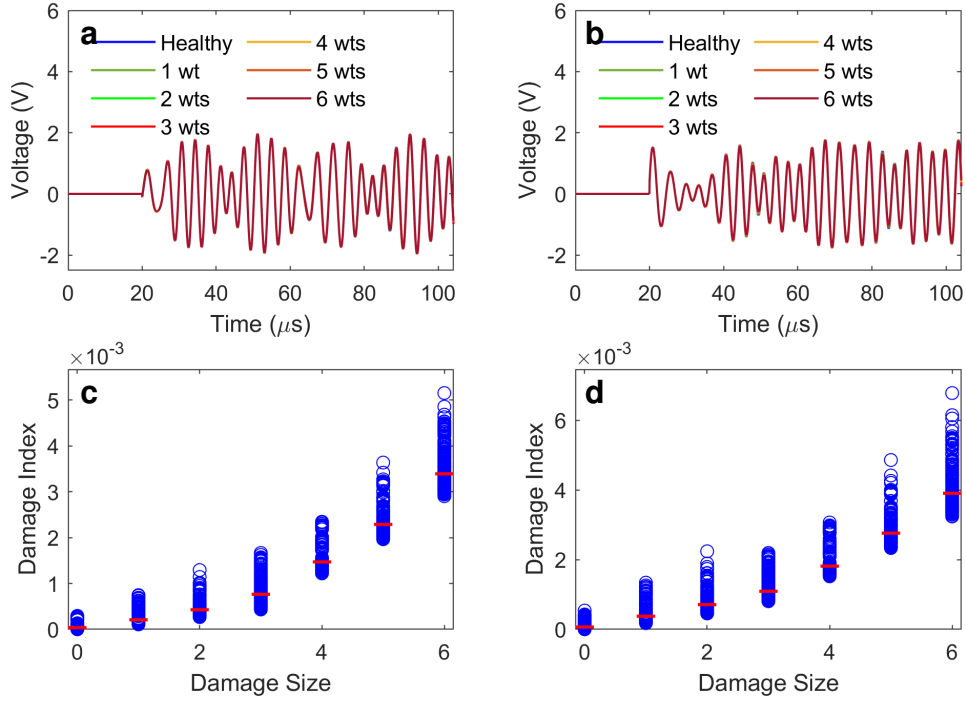 a
Healthy
1 wt
2 wts
3 wts
4 wts
5 wts
6 wts
Voltage (V)
6
4
2
0
-2
0 20 40 60 80 100
Time (μs)
b
Healthy
1 wt
2 wts
3 wts
4 wts
5 wts
6 wts
Voltage (V)
6
4
2
0
-2
0 20 40 60 80 100
Time (μs)
c
×10-3
Damage Index
5
4
3
2
1
0
0 2 4 6
Damage Size
d
×10-3
Damage Index
6
4
2
0
0 2 4 6
Damage Size